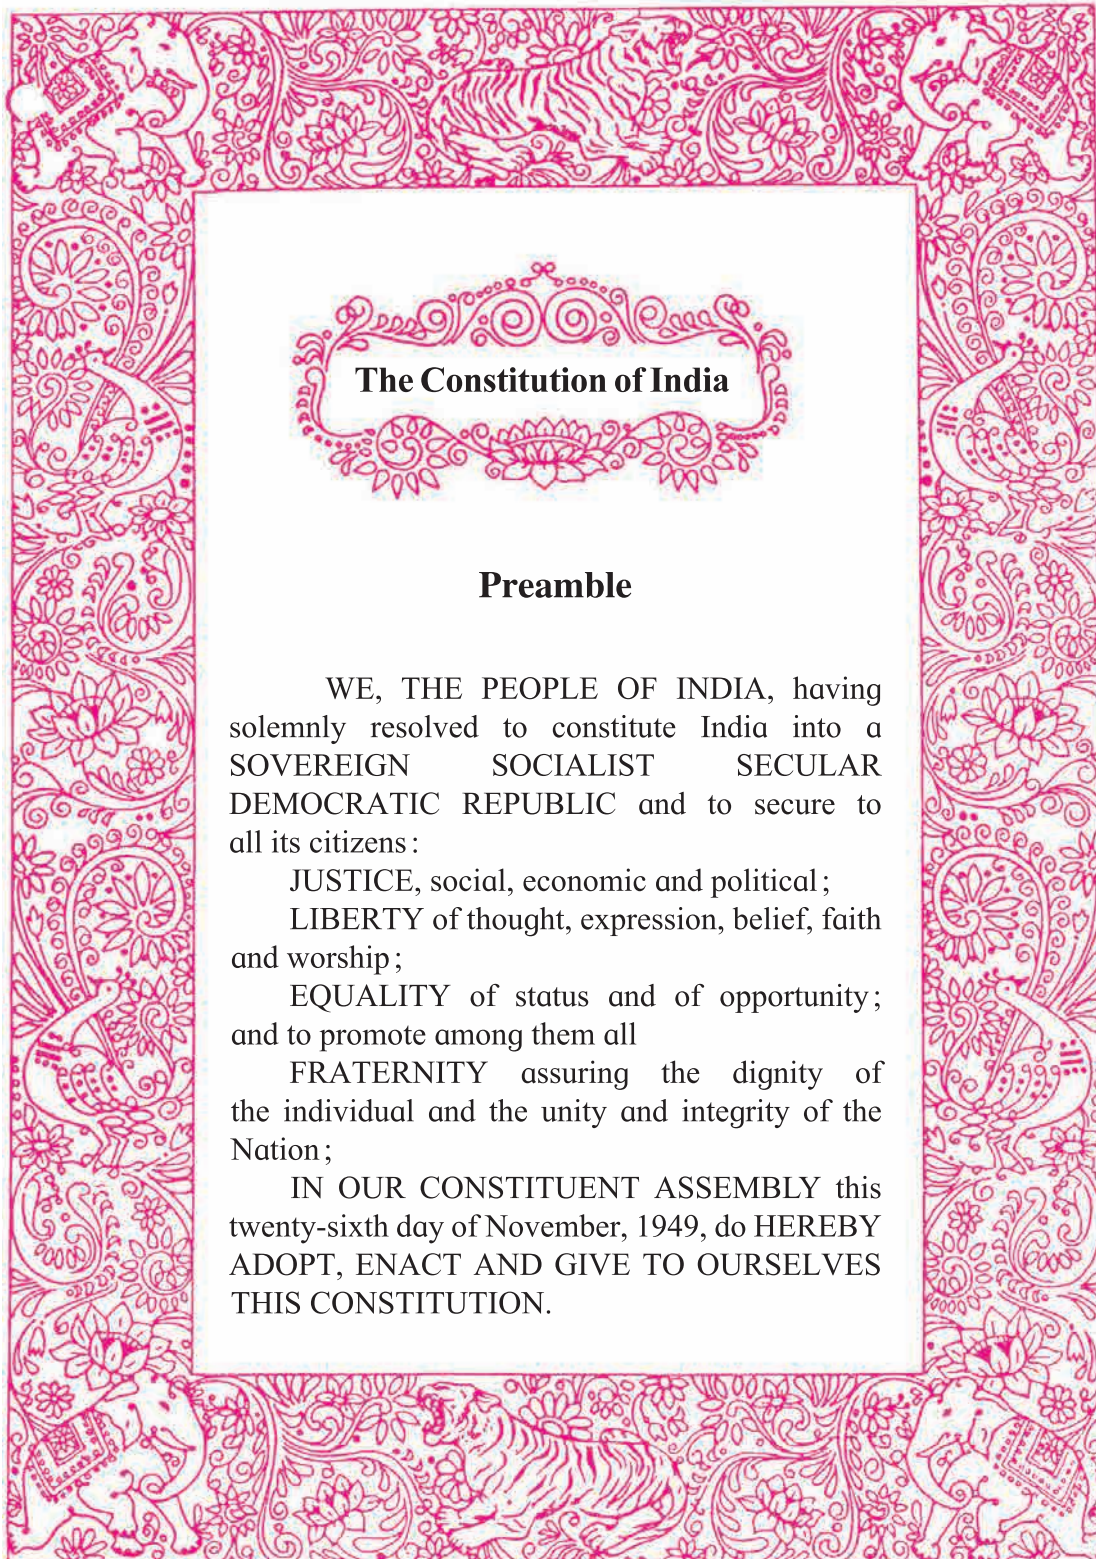 The Constitution of India
Preamble
WE, THE PEOPLE OF INDIA, having
solemnly resolved to constitute India into a
SOVEREIGN SOCIALIST SECULAR
DEMOCRATIC REPUBLIC and to secure to
all its citizens :
JUSTICE, social, economic and political ;
LIBERTY of thought, expression, belief, faith
and worship ;
EQUALITY of status and of opportunity ;
and to promote among them all
FRATERNITY assuring the dignity of
the individual and the unity and integrity of the
Nation ;
IN OUR CONSTITUENT ASSEMBLY this
twenty-sixth day of November, 1949, do HEREBY
ADOPT, ENACT AND GIVE TO OURSELVES
THIS CONSTITUTION.